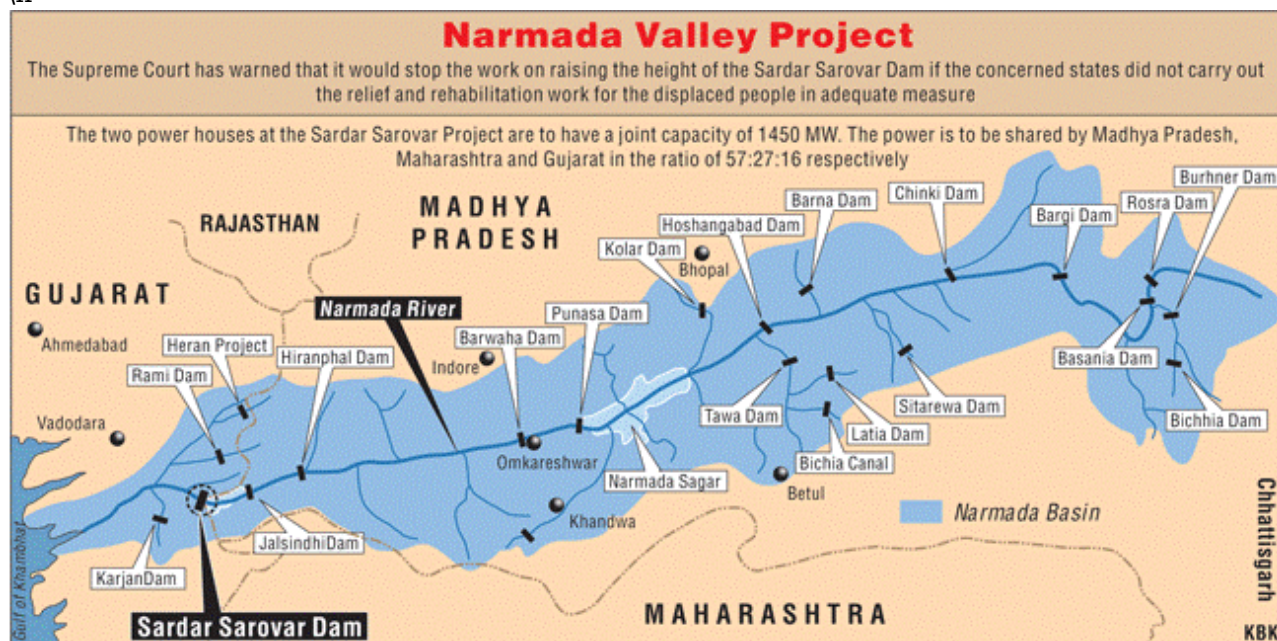 Narmada Valley Project
The Supreme Court has warned that it would stop the work on raising the height of the Sardar Sarovar Dam if the concerned states did not carry out
the relief and rehabilitation work for the displaced people in adequate measure
The two power houses at the Sardar Sarovar Project are to have a joint capacity of 1450 MW. The power is to be shared by Madhya Pradesh,
Maharashtra and Gujarat in the ratio of 57:27:16 respectively
Burhner Dam
Rosra Dam
Bargi Dam
Chinki Dam
Barna Dam
Hoshangabad Dam
Kolar Dam
Bhopal
MADHYA
PRADESH
RAJASTHAN
GUJARAT
Ahmedabad
Narmada River
Punasa Dam
Barwaha Dam
Indore
Heran Project
Hiranphal Dam
Rami Dam
Vadodara
Omkareshwar
Narmada Sagar
Tawa Dam
Sitarewa Dam
Latia Dam
Bichia Canal
Basania Dam
Bichhia Dam
Betul
Khandwa
Narmada Basin
JalsindhiDam
KarjanDam
Sardar Sarovar Dam
Gulf of Khambhat
MAHARASHTRA
Chhattisgarh
KBK